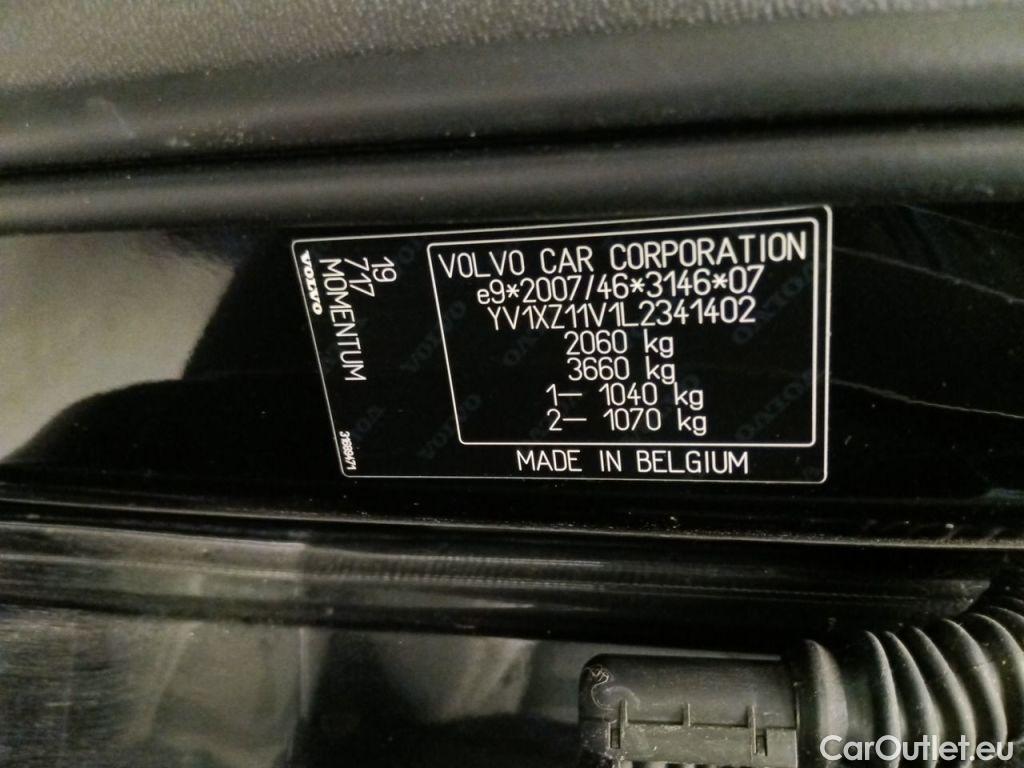 VOLVO CAR CORPORATION
e9*2007/46*3146*07
YV1XZ11V1L2341402
2060 kg
3660 kg
1— 1040 kg
2— 1070 kg
MADE IN BELGIUM
19
717
MOMENTUM
VOLVO
31689471
CarOutlet.eu